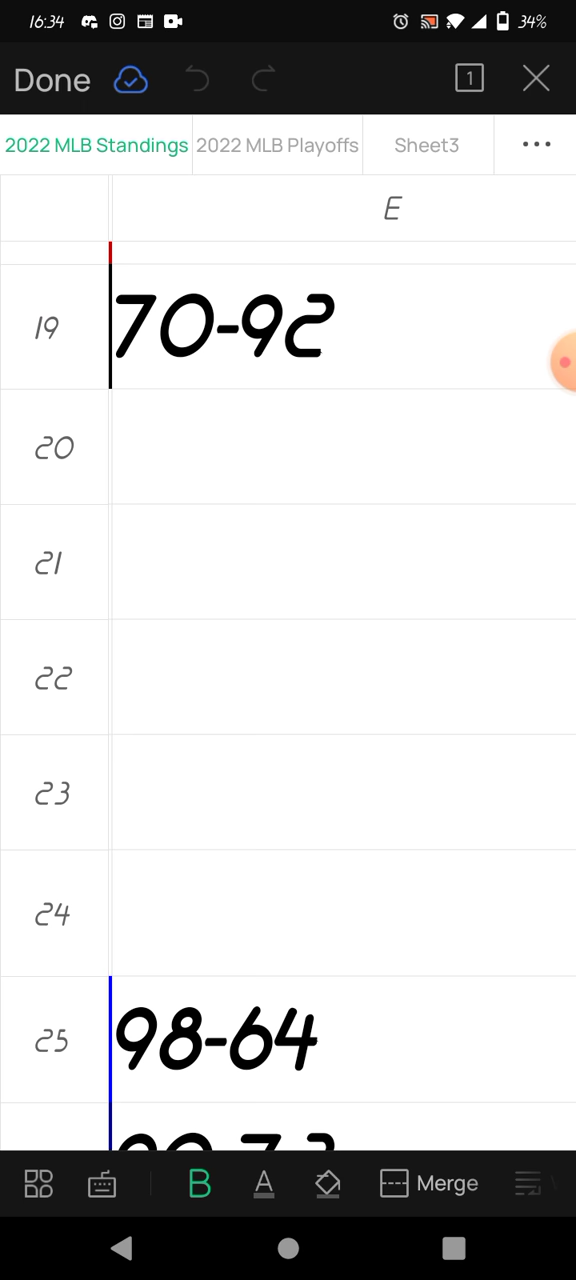 16:34 34%
Done 1
2022 MLB Standings 2022 MLB Playoffs Sheet3
E
19 70-92
20
21
22
23
24
25 98-64
B A Merge